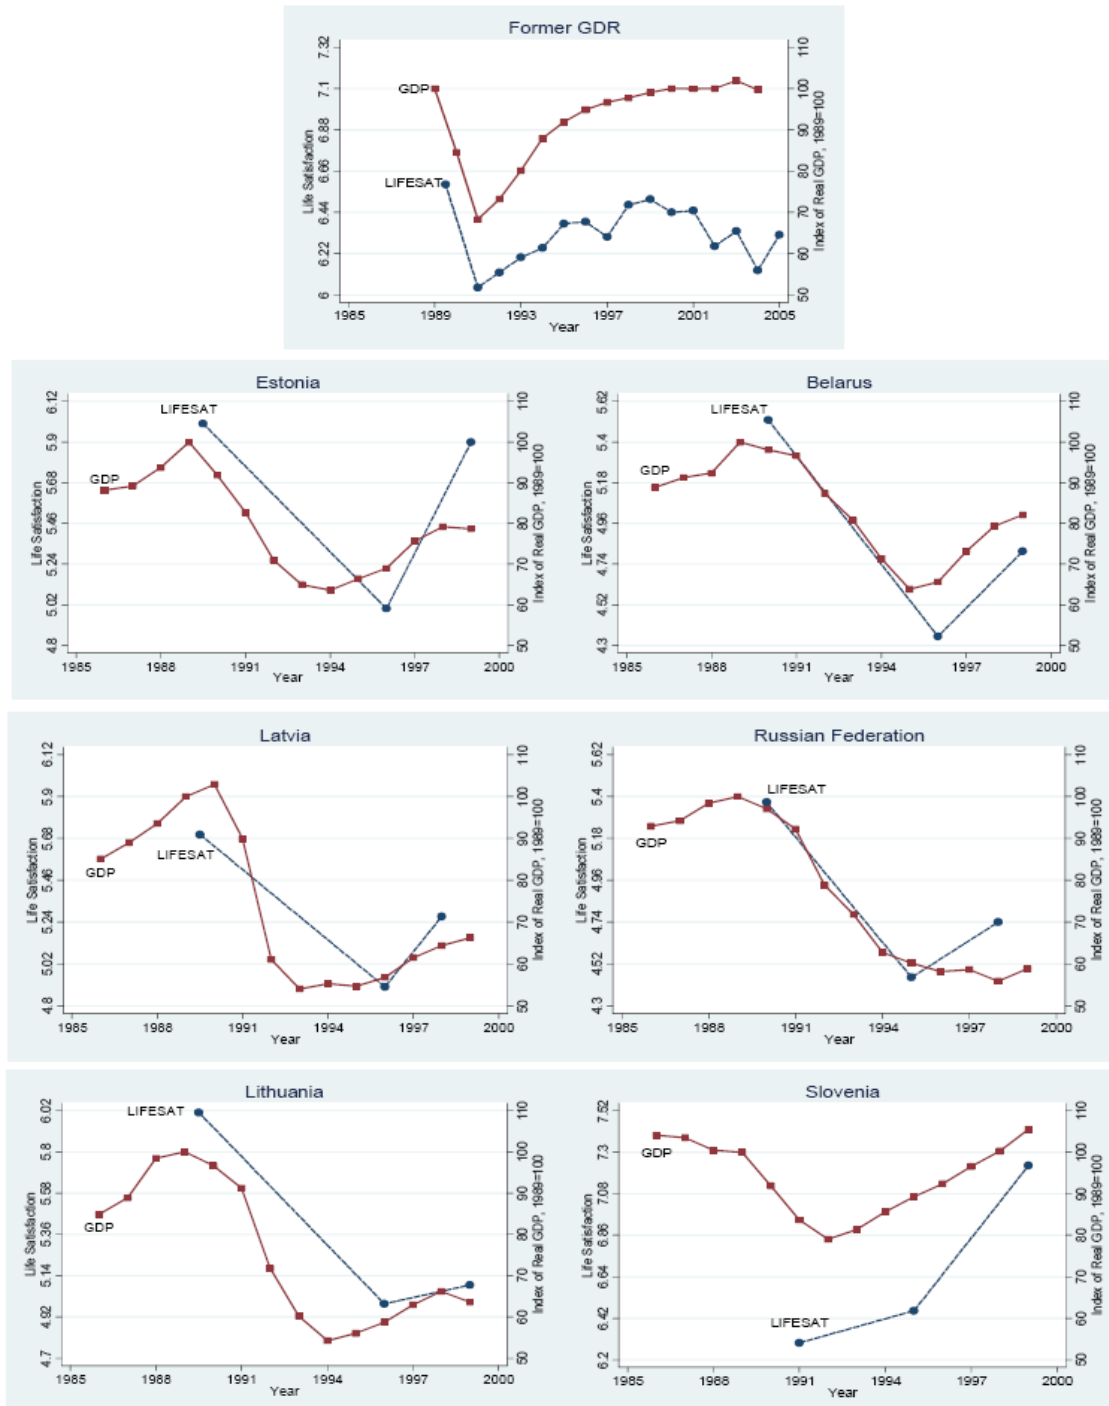 Former GDR
Life Satisfaction
7.32
7.1
6.88
6.66
6.44
6.22
6
GDP
LIFESAT
110
100
90
80
70
60
50
Index of Real GDP, 1989=100
1985 1989 1993 1997 2001 2005
Year
Estonia
Life Satisfaction
6.12
5.9
5.68
5.46
5.24
5.02
4.8
LIFESAT
GDP
110
100
90
80
70
60
50
Index of Real GDP, 1989=100
1985 1988 1991 1994 1997 2000
Year
Belarus
Life Satisfaction
5.62
5.4
5.18
4.96
4.74
4.52
4.3
LIFESAT
GDP
110
100
90
80
70
60
50
Index of Real GDP, 1989=100
1985 1988 1991 1994 1997 2000
Year
Latvia
Life Satisfaction
6.12
5.9
5.68
5.46
5.24
5.02
4.8
LIFESAT
GDP
110
100
90
80
70
60
50
Index of Real GDP, 1989=100
1985 1988 1991 1994 1997 2000
Year
Russian Federation
Life Satisfaction
5.62
5.4
5.18
4.96
4.74
4.52
4.3
LIFESAT
GDP
110
100
90
80
70
60
50
Index of Real GDP, 1989=100
1985 1988 1991 1994 1997 2000
Year
Lithuania
Life Satisfaction
6.02
5.8
5.58
5.36
5.14
4.92
4.7
LIFESAT
GDP
110
100
90
80
70
60
50
Index of Real GDP, 1989=100
1985 1988 1991 1994 1997 2000
Year
Slovenia
Life Satisfaction
7.52
7.3
7.08
6.86
6.64
6.42
6.2
GDP
LIFESAT
110
100
90
80
70
60
50
Index of Real GDP, 1989=100
1985 1988 1991 1994 1997 2000
Year